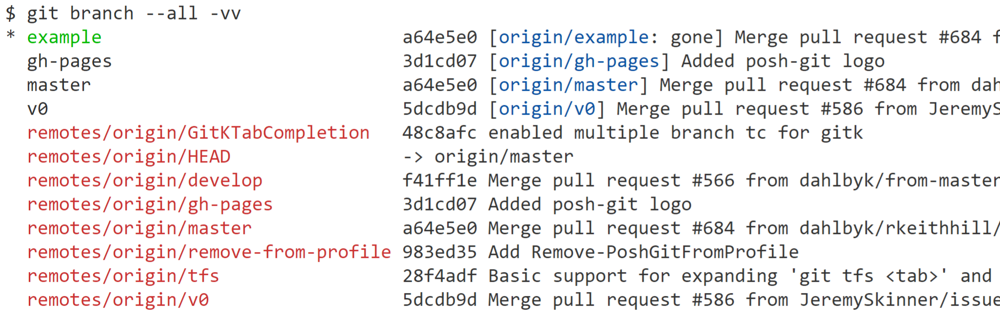 $ git branch --all -vv
* example a64e5e0 [origin/example: gone] Merge pull request #684
gh-pages 3d1cd07 [origin/gh-pages] Added posh-git logo
master a64e5e0 [origin/master] Merge pull request #684 from dah
v0 5dcdb9d [origin/v0] Merge pull request #586 from JeremyS
remotes/origin/GitKTabCompletion 48c8afc enabled multiple branch tc for gitk
remotes/origin/HEAD -> origin/master
remotes/origin/develop f41ff1e Merge pull request #566 from dahlbyk/from-master
remotes/origin/gh-pages 3d1cd07 Added posh-git logo
remotes/origin/master a64e5e0 Merge pull request #684 from dahlbyk/rkeithhill/
remotes/origin/remove-from-profile 983ed35 Add Remove-PoshGitFromProfile
remotes/origin/tfs 28f4adf Basic support for expanding 'git tfs <tab>' and
remotes/origin/v0 5dcdb9d Merge pull request #586 from JeremySkinner/issue